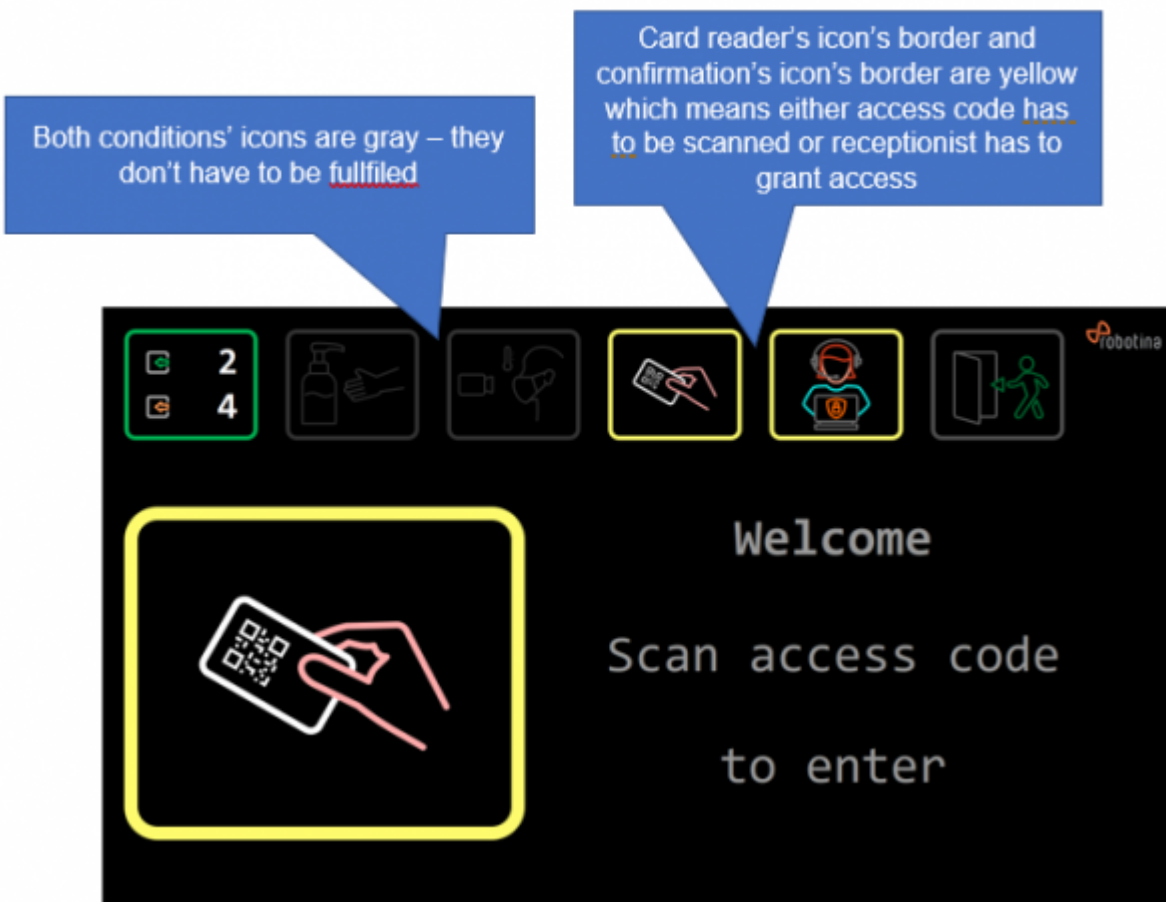 Card reader's icon's border and
confirmation's icon's border are yellow
which means either access code has
to be scanned or receptionist has to
grant access
Both conditions' icons are gray – they
don't have to be fullfiled
2
4
robotina
Welcome
Scan access code
to enter